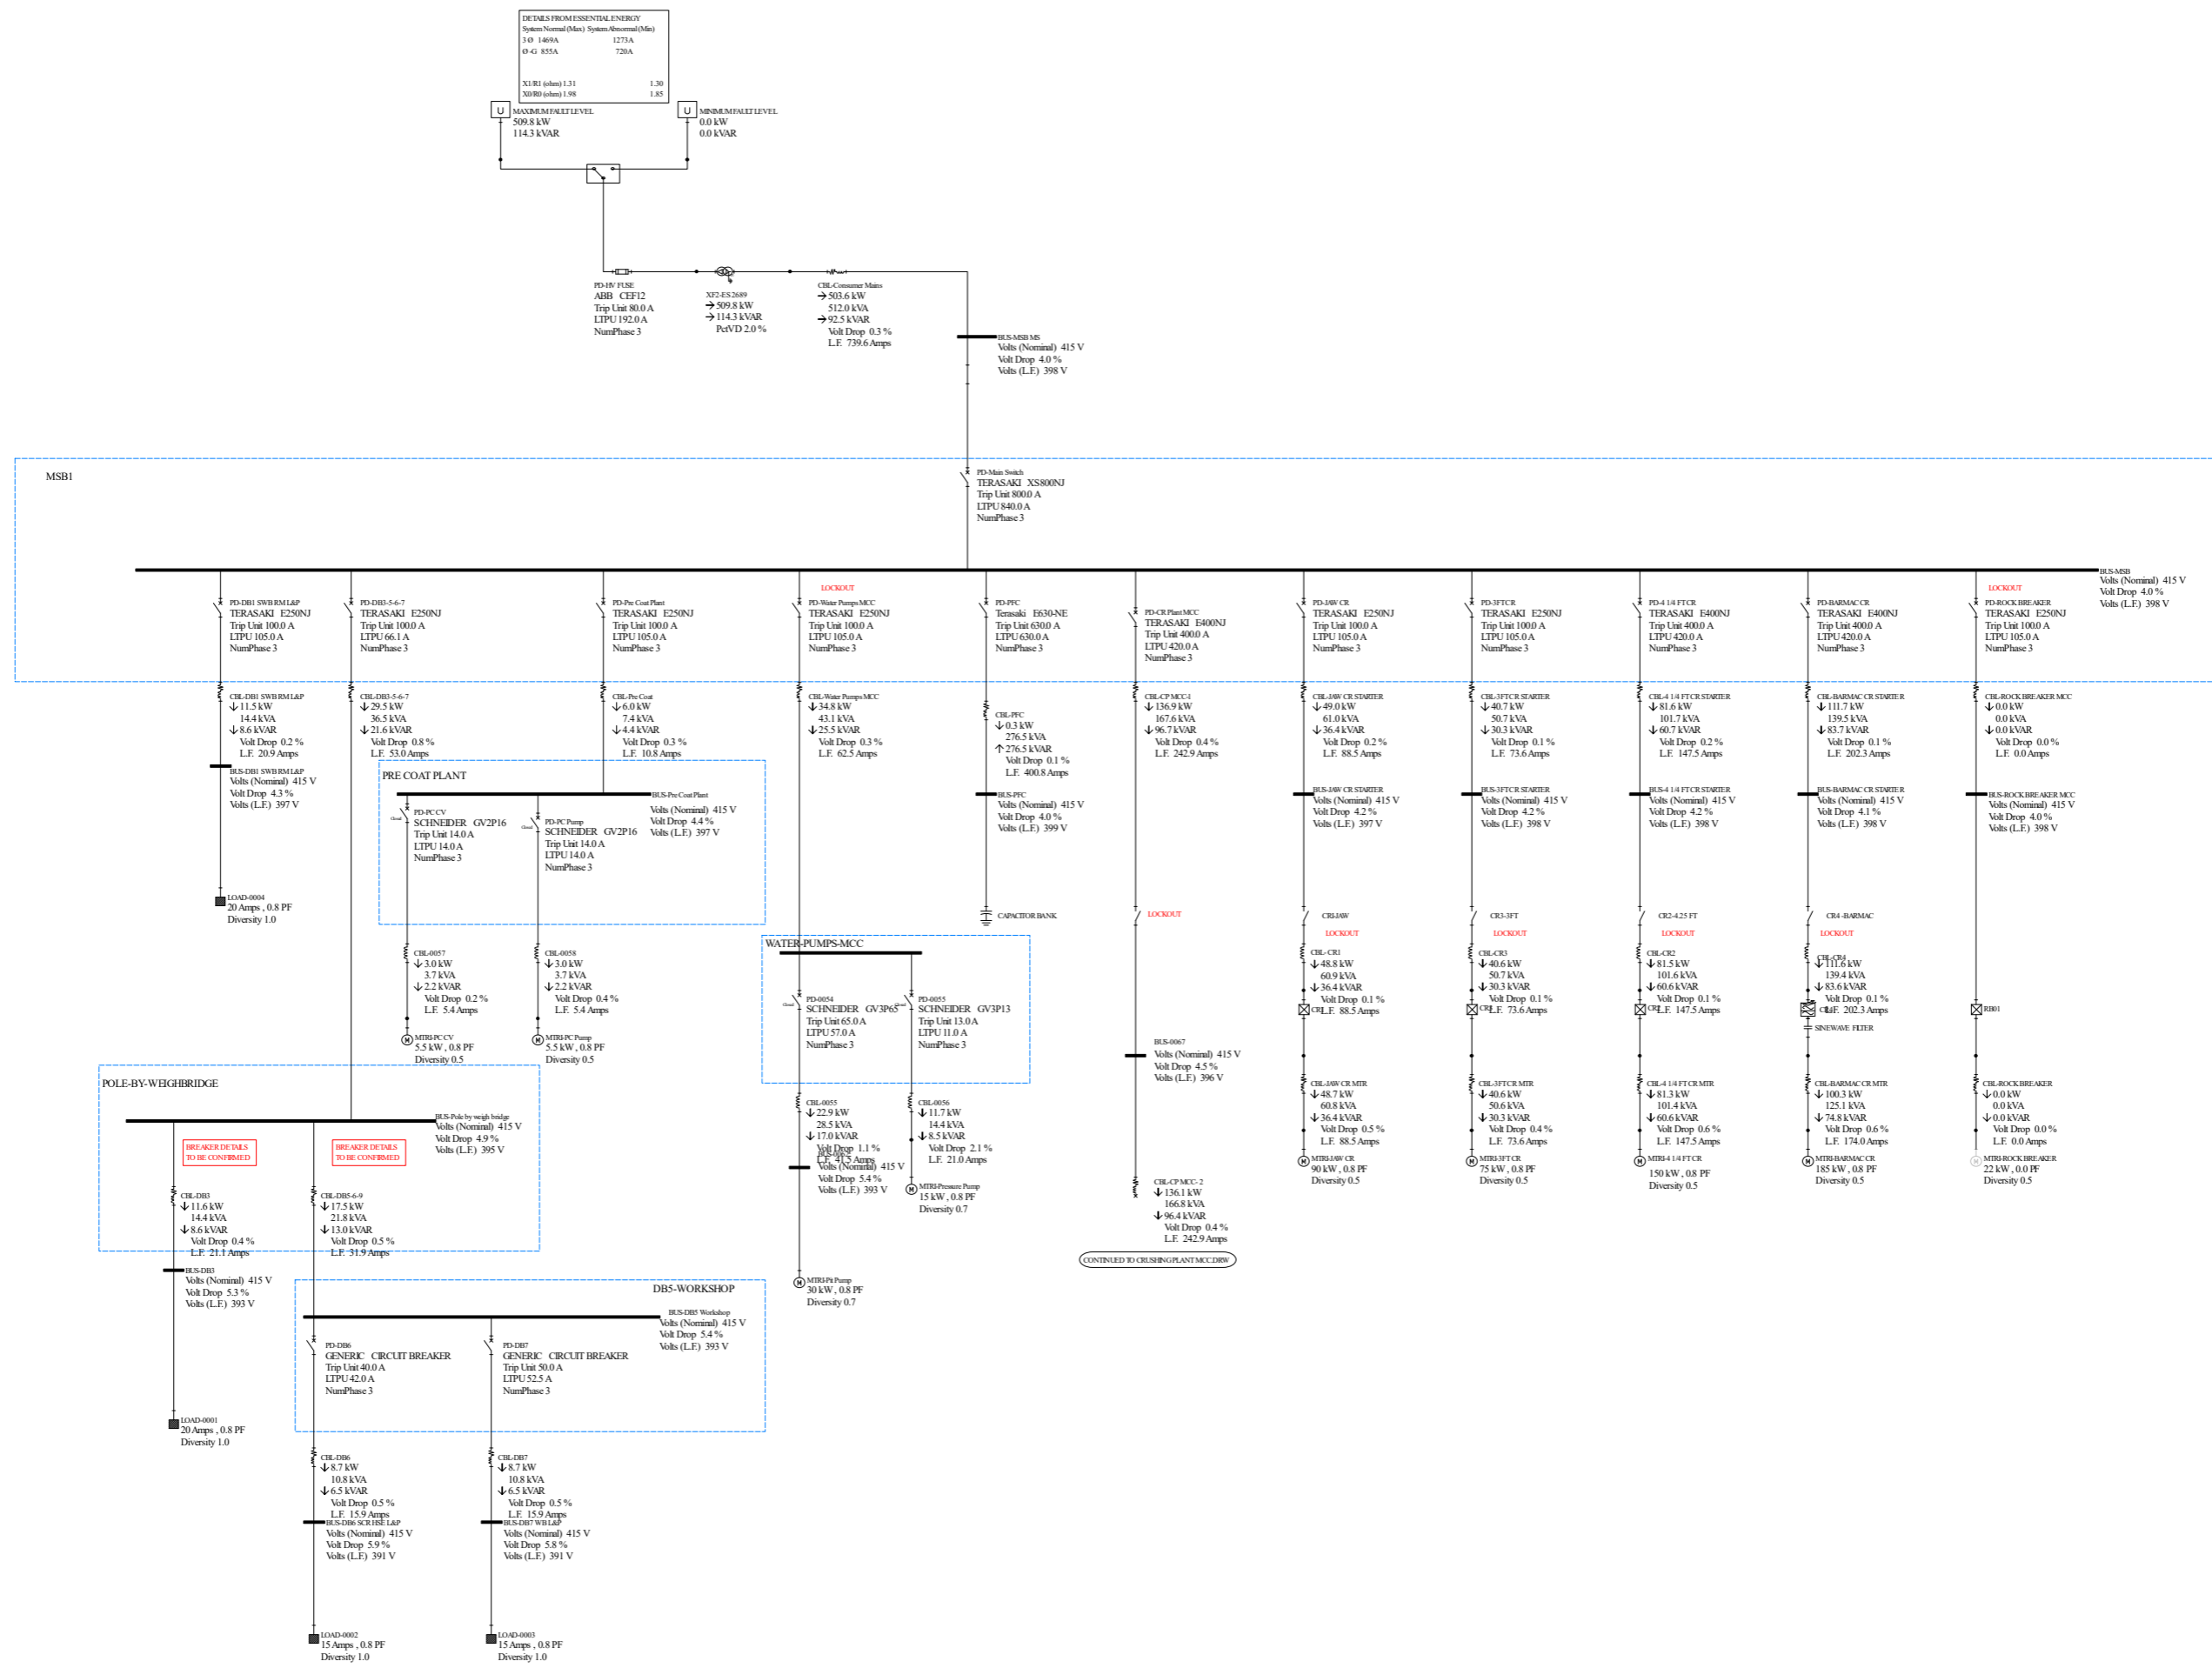 DETAILS FROM ESSENTIAL ENERGY
System Normal (Max) System Abnormal (Min)
3 Ø 1469A 1273A
Ø-G 855A 720A
X1/R1 (ohm) 1.31 1.30
X0/R0 (ohm) 1.98 1.85
U
MAXIMUM FAULT LEVEL
509.8 kW
114.3 kVAR
U
MINIMUM FAULT LEVEL
0.0 kW
0.0 kVAR
PD-HV FUSE
ABB CEF12
Trip Unit 80.0 A
LTPU 192.0 A
NumPhase 3
XF2-ES 2689
509.8 kW
114.3 kVAR
PctVD 2.0 %
CBL-Consumer Mains
503.6 kW
512.0 kVA
92.5 kVAR
Volt Drop 0.3 %
L.F. 739.6 Amps
BUS-MSB MS
Volts (Nominal) 415 V
Volt Drop 4.0 %
Volts (L.F.) 398 V
MSB1
PD-Main Switch
TERASAKI XS800NJ
Trip Unit 800.0 A
LTPU 840.0 A
NumPhase 3
BUS-MSB
Volts (Nominal) 415 V
Volt Drop 4.0 %
Volts (L.F.) 398 V
PD-DB1 SWB RM L&P
TERASAKI E250NJ
Trip Unit 100.0 A
LTPU 105.0 A
NumPhase 3
PD-DB3-5-6-7
TERASAKI E250NJ
Trip Unit 100.0 A
LTPU 66.1 A
NumPhase 3
PD-Pre Coat Plant
TERASAKI E250NJ
Trip Unit 100.0 A
LTPU 105.0 A
NumPhase 3
LOCKOUT
PD-Water Pumps MCC
TERASAKI E250NJ
Trip Unit 100.0 A
LTPU 105.0 A
NumPhase 3
PD-PFC
Terasaki E630-NE
Trip Unit 630.0 A
LTPU 630.0 A
NumPhase 3
PD-CR Plant MCC
TERASAKI E400NJ
Trip Unit 400.0 A
LTPU 420.0 A
NumPhase 3
PD-JAW CR
TERASAKI E250NJ
Trip Unit 100.0 A
LTPU 105.0 A
NumPhase 3
PD-3FT CR
TERASAKI E250NJ
Trip Unit 100.0 A
LTPU 105.0 A
NumPhase 3
PD-4 1/4 FT CR
TERASAKI E400NJ
Trip Unit 400.0 A
LTPU 420.0 A
NumPhase 3
PD-BARMAC CR
TERASAKI E400NJ
Trip Unit 400.0 A
LTPU 420.0 A
NumPhase 3
LOCKOUT
PD-ROCK BREAKER
TERASAKI E250NJ
Trip Unit 100.0 A
LTPU 105.0 A
NumPhase 3
CBL-DB1 SWB RM L&P
11.5 kW
14.4 kVA
8.6 kVAR
Volt Drop 0.2 %
L.F. 20.9 Amps
CBL-DB3-5-6-7
29.5 kW
36.5 kVA
21.6 kVAR
Volt Drop 0.8 %
L.F. 53.0 Amps
CBL-Pre Coat
6.0 kW
7.4 kVA
4.4 kVAR
Volt Drop 0.3 %
L.F. 10.8 Amps
CBL-Water Pumps MCC
34.8 kW
43.1 kVA
25.5 kVAR
Volt Drop 0.3 %
L.F. 62.5 Amps
CBL-PFC
0.3 kW
276.5 kVA
276.5 kVAR
Volt Drop 0.1 %
L.F. 400.8 Amps
CBL-CP MCC-1
136.9 kW
167.6 kVA
96.7 kVAR
Volt Drop 0.4 %
L.F. 242.9 Amps
CBL-JAW CR STARTER
49.0 kW
61.0 kVA
36.4 kVAR
Volt Drop 0.2 %
L.F. 88.5 Amps
CBL-3FT CR STARTER
40.7 kW
50.7 kVA
30.3 kVAR
Volt Drop 0.1 %
L.F. 73.6 Amps
CBL-4 1/4 FT CR STARTER
81.6 kW
101.7 kVA
60.7 kVAR
Volt Drop 0.2 %
L.F. 147.5 Amps
CBL-BARMAC CR STARTER
111.7 kW
139.5 kVA
83.7 kVAR
Volt Drop 0.1 %
L.F. 202.3 Amps
CBL-ROCK BREAKER MCC
0.0 kW
0.0 kVA
0.0 kVAR
Volt Drop 0.0 %
L.F. 0.0 Amps
BUS-DB1 SWB RM L&P
Volts (Nominal) 415 V
Volt Drop 4.3 %
Volts (L.F.) 397 V
PRE COAT PLANT
BUS-Pre Coat Plant
Volts (Nominal) 415 V
Volt Drop 4.4 %
Volts (L.F.) 397 V
Closed
PD-PC CV
SCHNEIDER GV2P16
Trip Unit 14.0 A
LTPU 14.0 A
NumPhase 3
Closed
PD-PC Pump
SCHNEIDER GV2P16
Trip Unit 14.0 A
LTPU 14.0 A
NumPhase 3
BUS-PFC
Volts (Nominal) 415 V
Volt Drop 4.0 %
Volts (L.F.) 399 V
BUS-JAW CR STARTER
Volts (Nominal) 415 V
Volt Drop 4.2 %
Volts (L.F.) 397 V
BUS-3FT CR STARTER
Volts (Nominal) 415 V
Volt Drop 4.2 %
Volts (L.F.) 398 V
BUS-4 1/4 FT CR STARTER
Volts (Nominal) 415 V
Volt Drop 4.2 %
Volts (L.F.) 398 V
BUS-BARMAC CR STARTER
Volts (Nominal) 415 V
Volt Drop 4.1 %
Volts (L.F.) 398 V
BUS-ROCK BREAKER MCC
Volts (Nominal) 415 V
Volt Drop 4.0 %
Volts (L.F.) 398 V
LOAD-0004
20 Amps , 0.8 PF
Diversity 1.0
CAPACITOR BANK
LOCKOUT
CR1-JAW
LOCKOUT
CR3-3FT
LOCKOUT
CR2-4.25 FT
LOCKOUT
CR4 -BARMAC
LOCKOUT
CBL-0057
3.0 kW
3.7 kVA
2.2 kVAR
Volt Drop 0.2 %
L.F. 5.4 Amps
CBL-0058
3.0 kW
3.7 kVA
2.2 kVAR
Volt Drop 0.4 %
L.F. 5.4 Amps
WATER-PUMPS-MCC
Closed
PD-0054
SCHNEIDER GV3P65
Trip Unit 65.0 A
LTPU 57.0 A
NumPhase 3
Closed
PD-0055
SCHNEIDER GV3P13
Trip Unit 13.0 A
LTPU 11.0 A
NumPhase 3
CBL- CR1
48.8 kW
60.9 kVA
36.4 kVAR
Volt Drop 0.1 %
L.F. 88.5 Amps
CBL-CR3
40.6 kW
50.7 kVA
30.3 kVAR
Volt Drop 0.1 %
L.F. 73.6 Amps
CBL-CR2
81.5 kW
101.6 kVA
60.6 kVAR
Volt Drop 0.1 %
L.F. 147.5 Amps
CBL-CR4
111.6 kW
139.4 kVA
83.6 kVAR
Volt Drop 0.1 %
L.F. 202.3 Amps
SINEWAVE FILTER
RB01
MTRI-PC CV
5.5 kW , 0.8 PF
Diversity 0.5
MTRI-PC Pump
5.5 kW , 0.8 PF
Diversity 0.5
BUS-0067
Volts (Nominal) 415 V
Volt Drop 4.5 %
Volts (L.F.) 396 V
POLE-BY-WEIGHBRIDGE
BUS-Pole by weigh bridge
Volts (Nominal) 415 V
Volt Drop 4.9 %
Volts (L.F.) 395 V
BREAKER DETAILS
TO BE CONFIRMED
BREAKER DETAILS
TO BE CONFIRMED
CBL-0055
22.9 kW
28.5 kVA
17.0 kVAR
Volt Drop 1.1 %
L.F. 41.5 Amps
Volts (Nominal) 415 V
Volt Drop 5.4 %
Volts (L.F.) 393 V
CBL-0056
11.7 kW
14.4 kVA
8.5 kVAR
Volt Drop 2.1 %
L.F. 21.0 Amps
MTRI-Pressure Pump
15 kW , 0.8 PF
Diversity 0.7
CBL-JAW CR MTR
48.7 kW
60.8 kVA
36.4 kVAR
Volt Drop 0.5 %
L.F. 88.5 Amps
CBL-3FT CR MTR
40.6 kW
50.6 kVA
30.3 kVAR
Volt Drop 0.4 %
L.F. 73.6 Amps
CBL-4 1/4 FT CR MTR
81.3 kW
101.4 kVA
60.6 kVAR
Volt Drop 0.6 %
L.F. 147.5 Amps
CBL-BARMAC CR MTR
100.3 kW
125.1 kVA
74.8 kVAR
Volt Drop 0.6 %
L.F. 174.0 Amps
CBL-ROCK BREAKER
0.0 kW
0.0 kVA
0.0 kVAR
Volt Drop 0.0 %
L.F. 0.0 Amps
MTRI-JAW CR
90 kW , 0.8 PF
Diversity 0.5
MTRI-3FT CR
75 kW , 0.8 PF
Diversity 0.5
MTRI-4 1/4 FT CR
150 kW , 0.8 PF
Diversity 0.5
MTRI-BARMAC CR
185 kW , 0.8 PF
Diversity 0.5
MTRI-ROCK BREAKER
22 kW , 0.0 PF
Diversity 0.5
CBL-DB3
11.6 kW
14.4 kVA
8.6 kVAR
Volt Drop 0.4 %
L.F. 21.1 Amps
CBL-DB5-6-9
17.5 kW
21.8 kVA
13.0 kVAR
Volt Drop 0.5 %
L.F. 31.9 Amps
CBL-CP MCC- 2
136.1 kW
166.8 kVA
96.4 kVAR
Volt Drop 0.4 %
L.F. 242.9 Amps
CONTINUED TO CRUSHING PLANT MCC.DRW
BUS-DB3
Volts (Nominal) 415 V
Volt Drop 5.3 %
Volts (L.F.) 393 V
MTRI-Pit Pump
30 kW , 0.8 PF
Diversity 0.7
DB5-WORKSHOP
BUS-DB5 Workshop
Volts (Nominal) 415 V
Volt Drop 5.4 %
Volts (L.F.) 393 V
PD-DB6
GENERIC CIRCUIT BREAKER
Trip Unit 40.0 A
LTPU 42.0 A
NumPhase 3
PD-DB7
GENERIC CIRCUIT BREAKER
Trip Unit 50.0 A
LTPU 52.5 A
NumPhase 3
LOAD-0001
20 Amps , 0.8 PF
Diversity 1.0
CBL-DB6
8.7 kW
10.8 kVA
6.5 kVAR
Volt Drop 0.5 %
L.F. 15.9 Amps
BUS-DB6 SCR HSE L&P
Volts (Nominal) 415 V
Volt Drop 5.9 %
Volts (L.F.) 391 V
CBL-DB7
8.7 kW
10.8 kVA
6.5 kVAR
Volt Drop 0.5 %
L.F. 15.9 Amps
BUS-DB7 WB L&P
Volts (Nominal) 415 V
Volt Drop 5.8 %
Volts (L.F.) 391 V
LOAD-0002
15 Amps , 0.8 PF
Diversity 1.0
LOAD-0003
15 Amps , 0.8 PF
Diversity 1.0